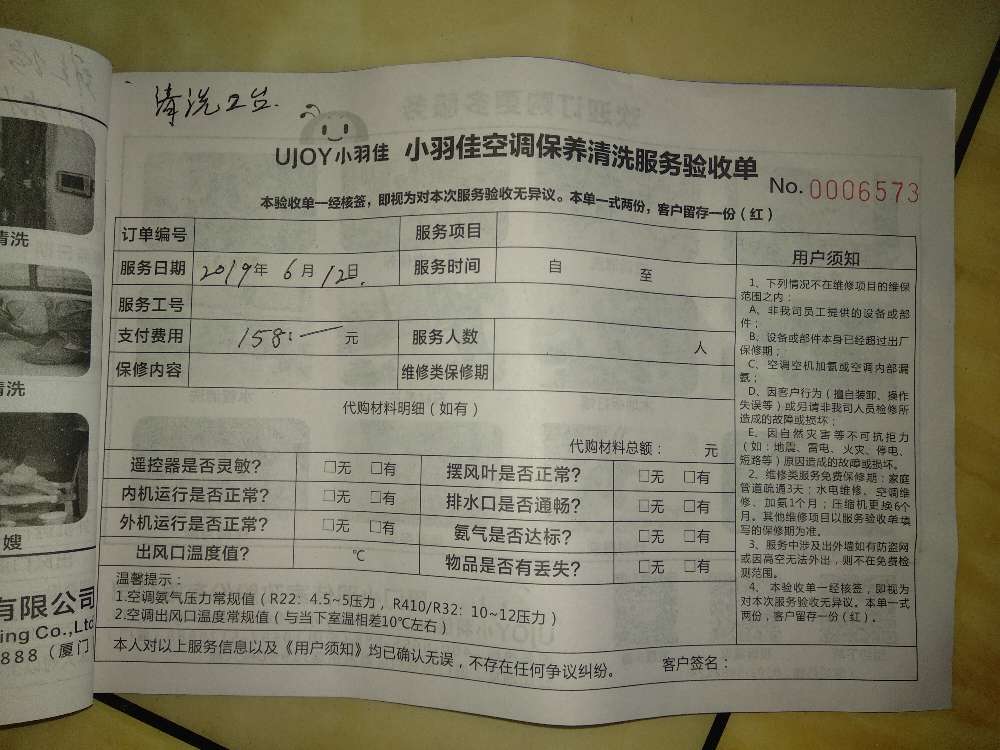 清洗2台.
UJOY小羽佳 小羽佳空调保养清洗服务验收单
No. 0006573
本验收单一经核签，即视为对本次服务验收无异议。本单一式两份，客户留存一份（红）
订单编号 服务项目
服务日期 2019年 6月 12日. 服务时间 自 至
服务工号
支付费用 158:— 元 服务人数 人
保修内容 维修类保修期
代购材料明细（如有）
代购材料总额： 元
遥控器是否灵敏? □无 □有 摆风叶是否正常? □无 □有
内机运行是否正常? □无 □有 排水口是否通畅? □无 □有
外机运行是否正常? □无 □有 氨气是否达标? □无 □有
出风口温度值? ℃ 物品是否有丢失? □无 □有
温馨提示：
1.空调氨气压力常规值（R22：4.5~5压力，R410/R32：10~12压力）
2.空调出风口温度常规值（与当下室温相差10℃左右）
本人对以上服务信息以及《用户须知》均已确认无误，不存在任何争议纠纷。 客户签名：
用户须知
1、下列情况不在维修项目的维保
范围之内：
A、非我司员工提供的设备或部
件；
B、设备或部件本身已经超过出厂
保修期；
C、空调空机加氨或空调内部漏
氨；
D、因客户行为（擅自装卸、操作
失误等）或另请非我司人员检修所
造成的故障或损坏；
E、因自然灾害等不可抗拒力
（如：地震、雷电、火灾、停电、
短路等）原因造成的故障或损坏。
2、维修类服务免费保修期：家庭
管道疏通3天；水电维修、空调维
修、加氨1个月；压缩机更换6个
月。其他维修项目以服务验收单填
写的保修期为准。
3、服务中涉及出外墙如有防盗网
或因高空无法外出，则不在免费检
测范围。
4、本验收单一经核签，即视为
对本次服务验收无异议。本单一式
两份，客户留存一份（红）。
清洗
清洗
嫂
有限公司
ing Co.,Ltd
888（厦门